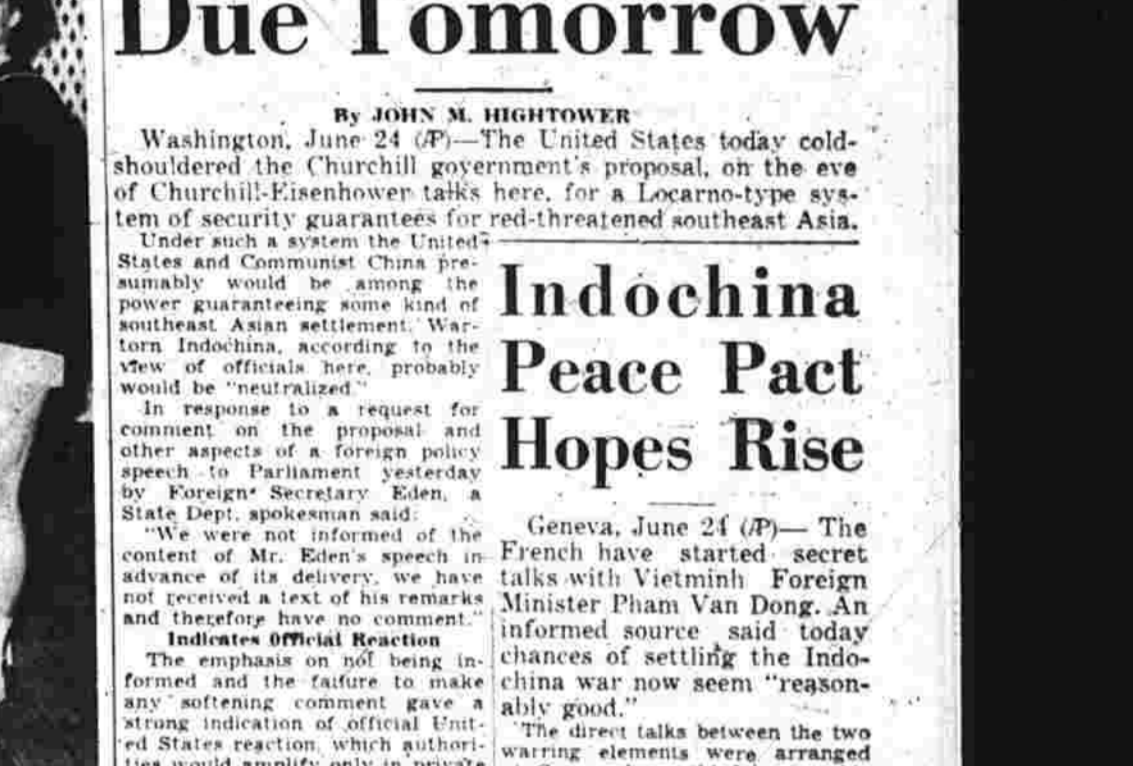 Due Tomorrow
By JOHN M. HIGHTOWER
Washington, June 24 (AP)—The United States today cold-
shouldered the Churchill government's proposal, on the eve
of Churchill-Eisenhower talks here, for a Locarno-type sys-
tem of security guarantees for red-threatened southeast Asia.
Under such a system the United
States and Communist China pre-
sumably would be among the
power guaranteeing some kind of
southeast Asian settlement. War-
torn Indochina, according to the
view of officials here, probably
would be "neutralized."
In response to a request for
comment on the proposal and
other aspects of a foreign policy
speech to Parliament yesterday
by Foreign Secretary Eden, a
State Dept. spokesman said:
"We were not informed of the
content of Mr. Eden's speech in
advance of its delivery, we have
not received a text of his remarks
and therefore have no comment."
Indicates Official Reaction
The emphasis on not being in-
formed and the failure to make
any softening comment gave a
strong indication of official Unit-
ed States reaction, which authori-
ties would amplify only in private
Indochina
Peace Pact
Hopes Rise
Geneva, June 24 (AP)— The
French have started secret
talks with Vietminh Foreign
Minister Pham Van Dong. An
informed source said today
chances of settling the Indo-
china war now seem "reason-
ably good."
The direct talks between the two
warring elements were arranged